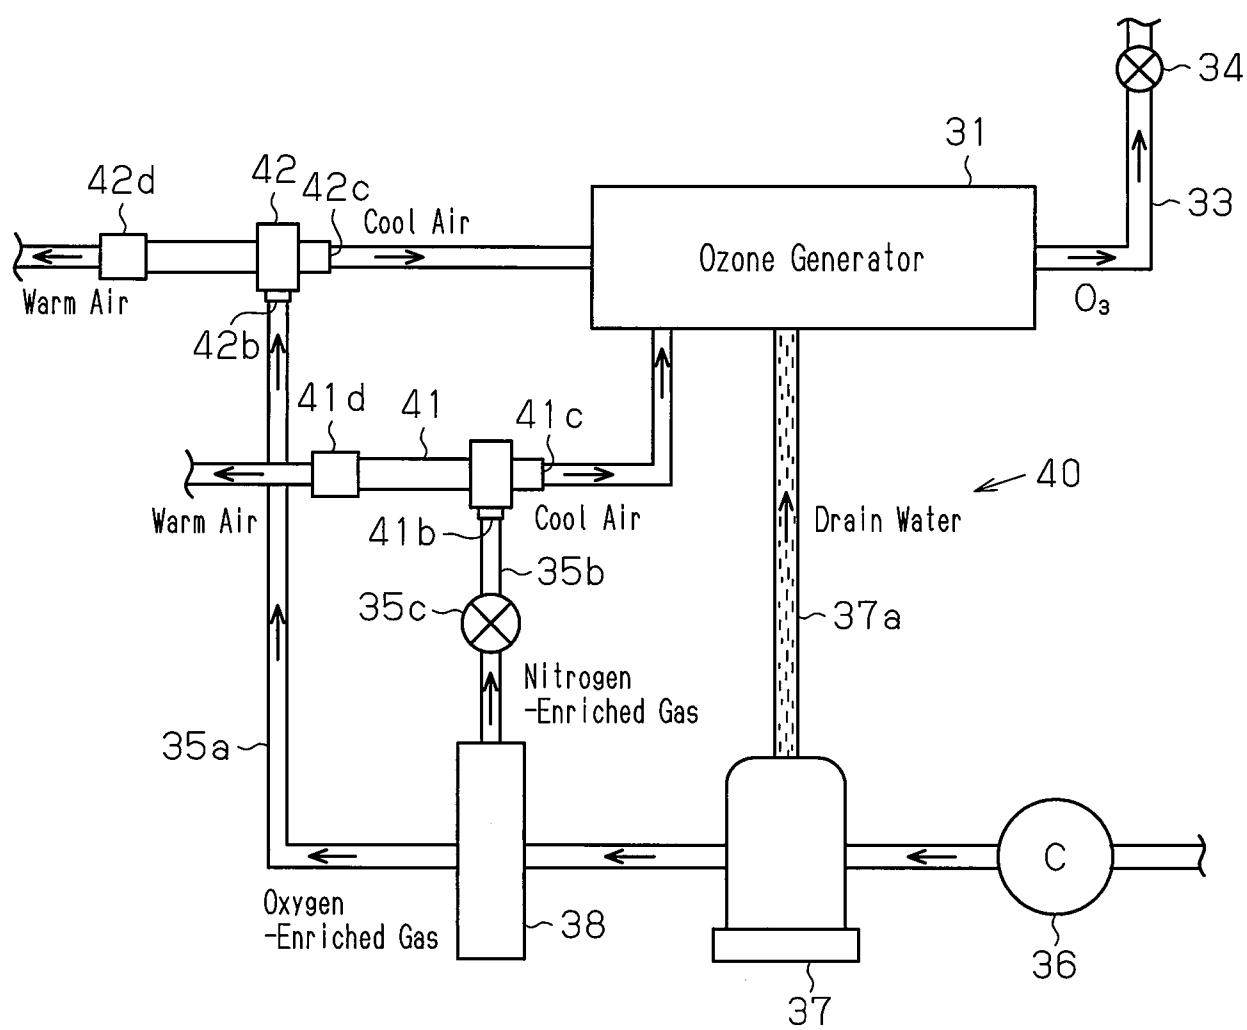 34
31
42d
42
42c
Cool Air
33
Ozone Generator
Warm Air
O₃
42b
41d
41
41c
40
Warm Air
41b
Cool Air
Drain Water
35b
35c
37a
Nitrogen
-Enriched Gas
35a
C
Oxygen
-Enriched Gas
38
36
37